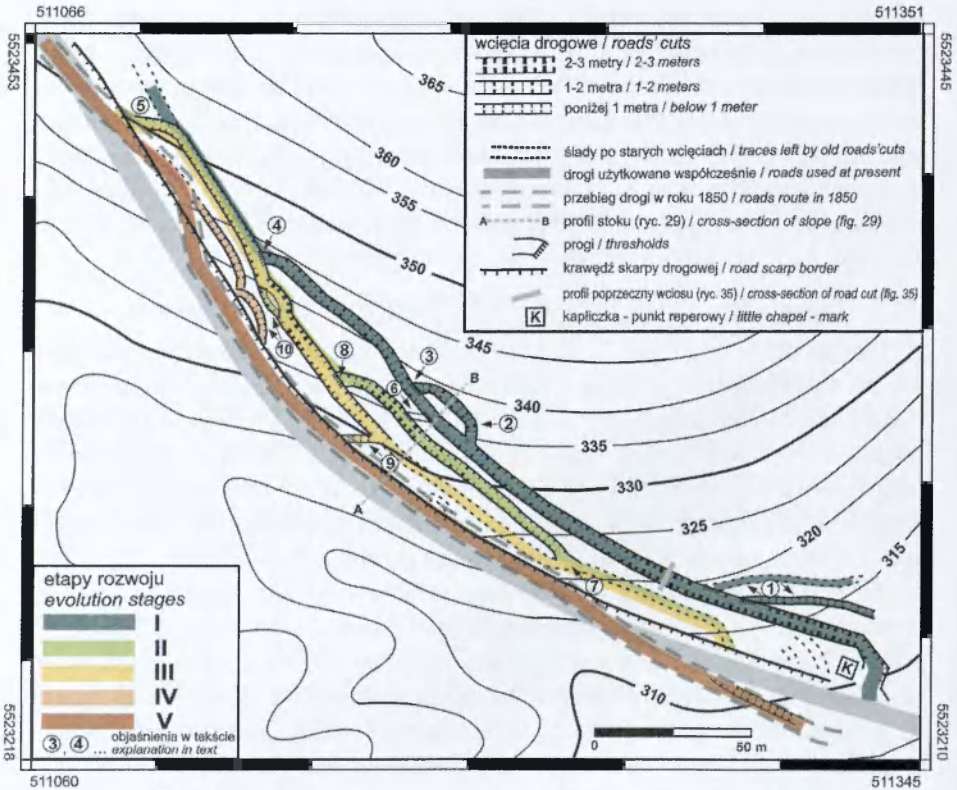 511066
511351
5523453
5523445
wcięcia drogowe / roads' cuts
2-3 metry / 2-3 meters
1-2 metra / 1-2 meters
poniżej 1 metra / below 1 meter
ślady po starych wcięciach / traces left by old roads'cuts
drogi użytkowane współcześnie / roads used at present
przebieg drogi w roku 1850 / roads route in 1850
A B profil stoku (ryc. 29) / cross-section of slope (fig. 29)
progi / thresholds
krawędź skarpy drogowej / road scarp border
profil poprzeczny wciosu (ryc. 35) / cross-section of road cut (fig. 35)
K kapliczka - punkt reperowy / little chapel - mark
365
360
355
350
345
340
335
330
325
320
315
310
5
4
3
B
8
6
2
10
9
A
7
1
K
etapy rozwoju
evolution stages
I
II
III
IV
V
3, 4 ... objaśnienia w tekście
explanation in text
0 50 m
5523218
5523210
511060
511345